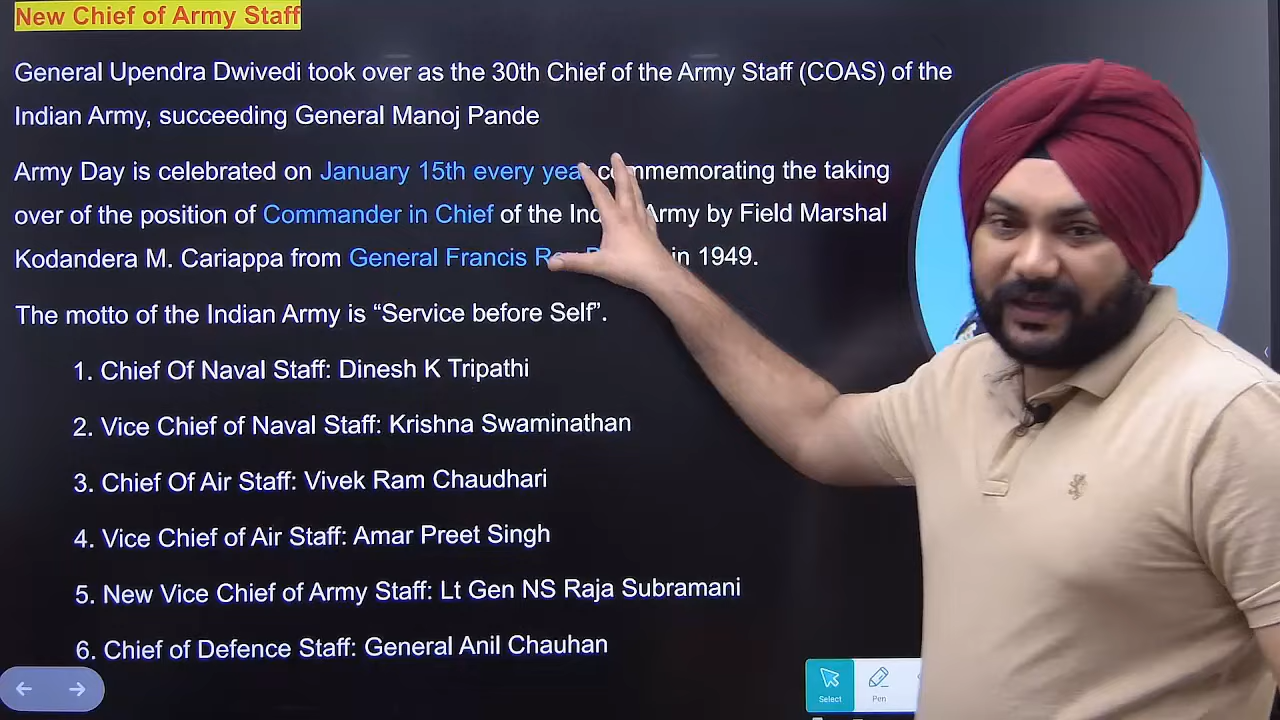 New Chief of Army Staff
General Upendra Dwivedi took over as the 30th Chief of the Army Staff (COAS) of the
Indian Army, succeeding General Manoj Pande
Army Day is celebrated on January 15th every year commemorating the taking
over of the position of Commander in Chief of the Army by Field Marshal
Kodandera M. Cariappa from General Francis in 1949.
The motto of the Indian Army is “Service before Self”.
1. Chief Of Naval Staff: Dinesh K Tripathi
2. Vice Chief of Naval Staff: Krishna Swaminathan
3. Chief Of Air Staff: Vivek Ram Chaudhari
4. Vice Chief of Air Staff: Amar Preet Singh
5. New Vice Chief of Army Staff: Lt Gen NS Raja Subramani
6. Chief of Defence Staff: General Anil Chauhan
Select Pen